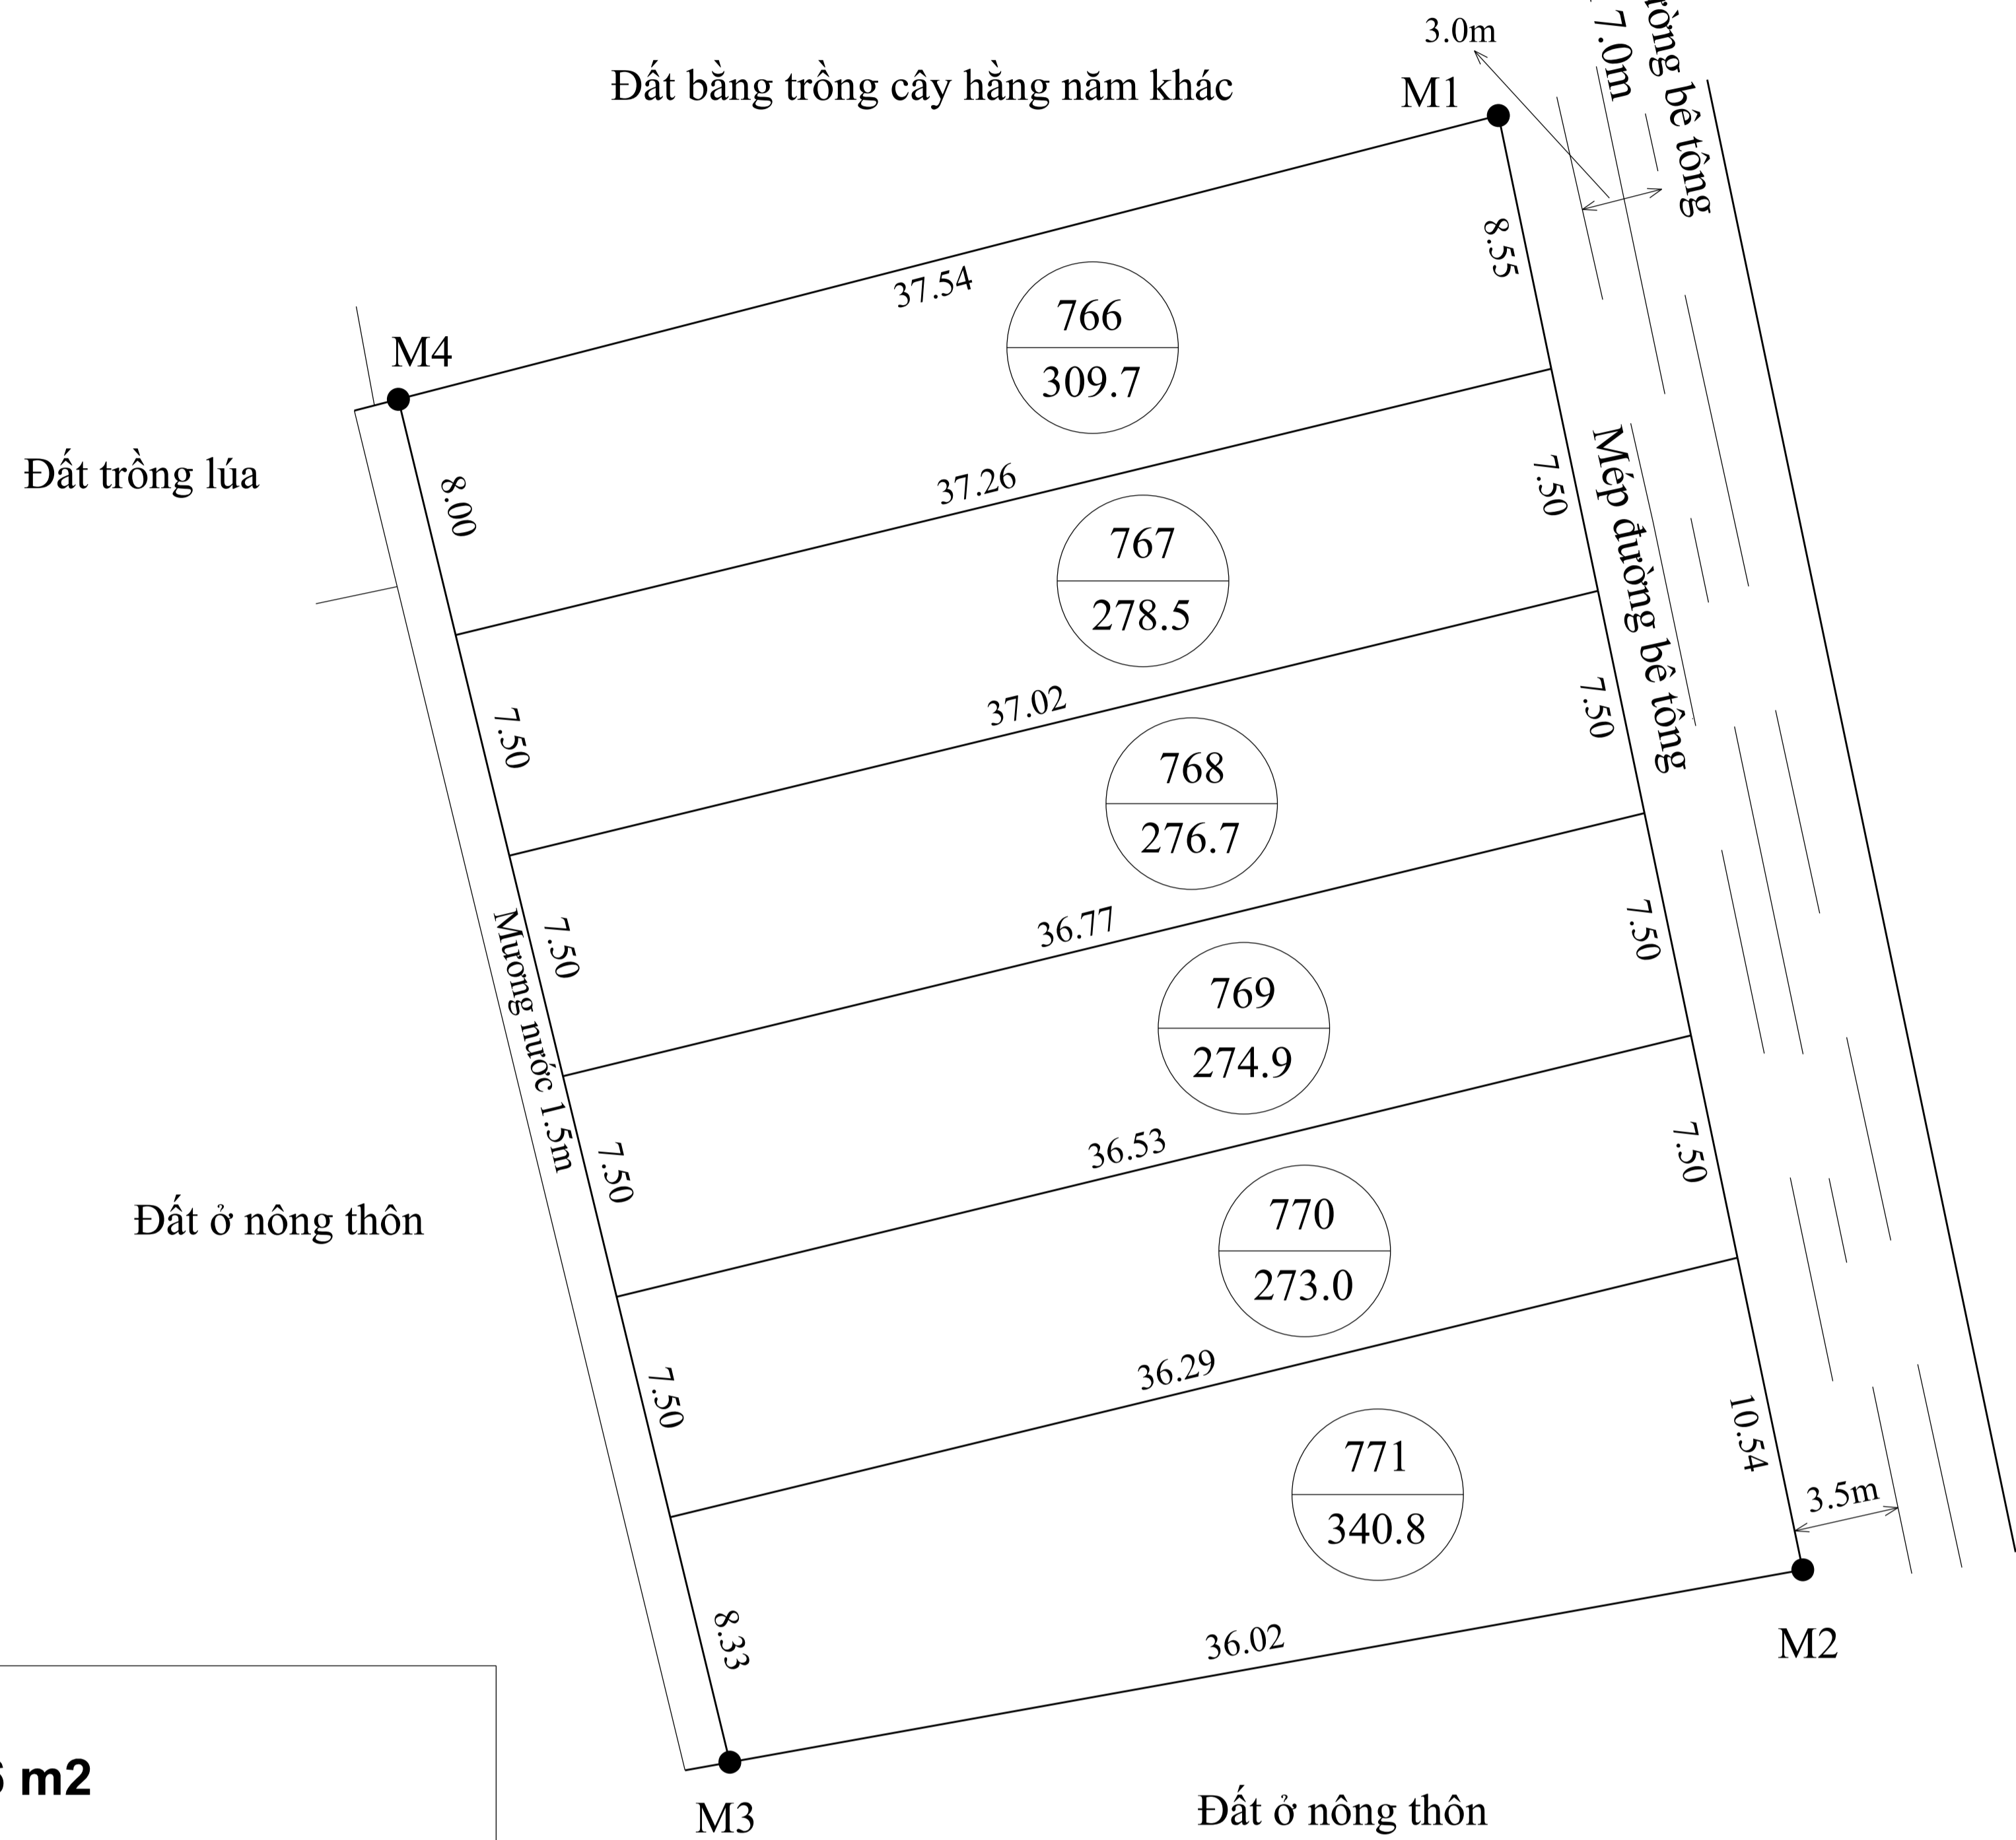 3.0m
7.0m
bê tông
Đất bằng trồng cây hằng năm khác
M1
8.55
37.54
766
309.7
M4
Đất trồng lúa
8.00
37.26
7.50
Mép đường bê tông
767
278.5
37.02
7.50
7.50
768
276.7
36.77
7.50
7.50
Mương nước 1.5m
769
274.9
36.53
7.50
7.50
Đất ở nông thôn
770
273.0
36.29
7.50
10.54
771
340.8
3.5m
8.33
36.02
M2
m2
M3
Đất ở nông thôn